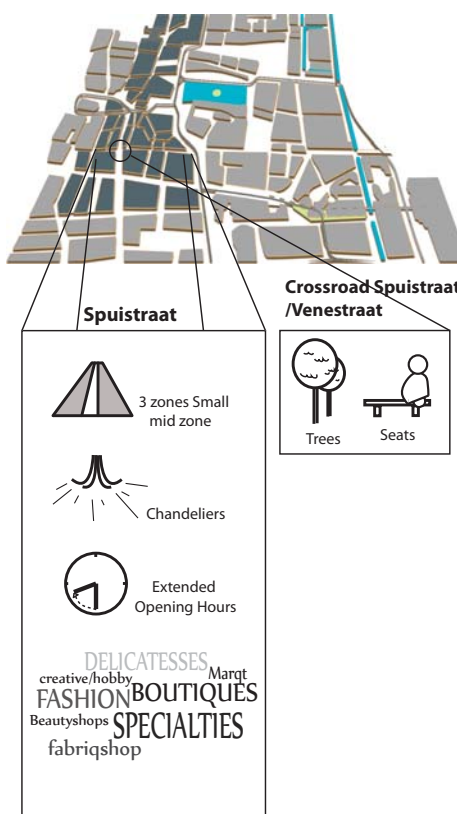 Crossroad Spuistraat
/Venestraat
Spuistraat
3 zones Small
mid zone
Trees
Seats
Chandeliers
Extended
Opening Hours
DELICATESSES
creative/hobby
Marqt
FASHION
BOUTIQUES
Beautyshops
SPECIALTIES
fabriqshop